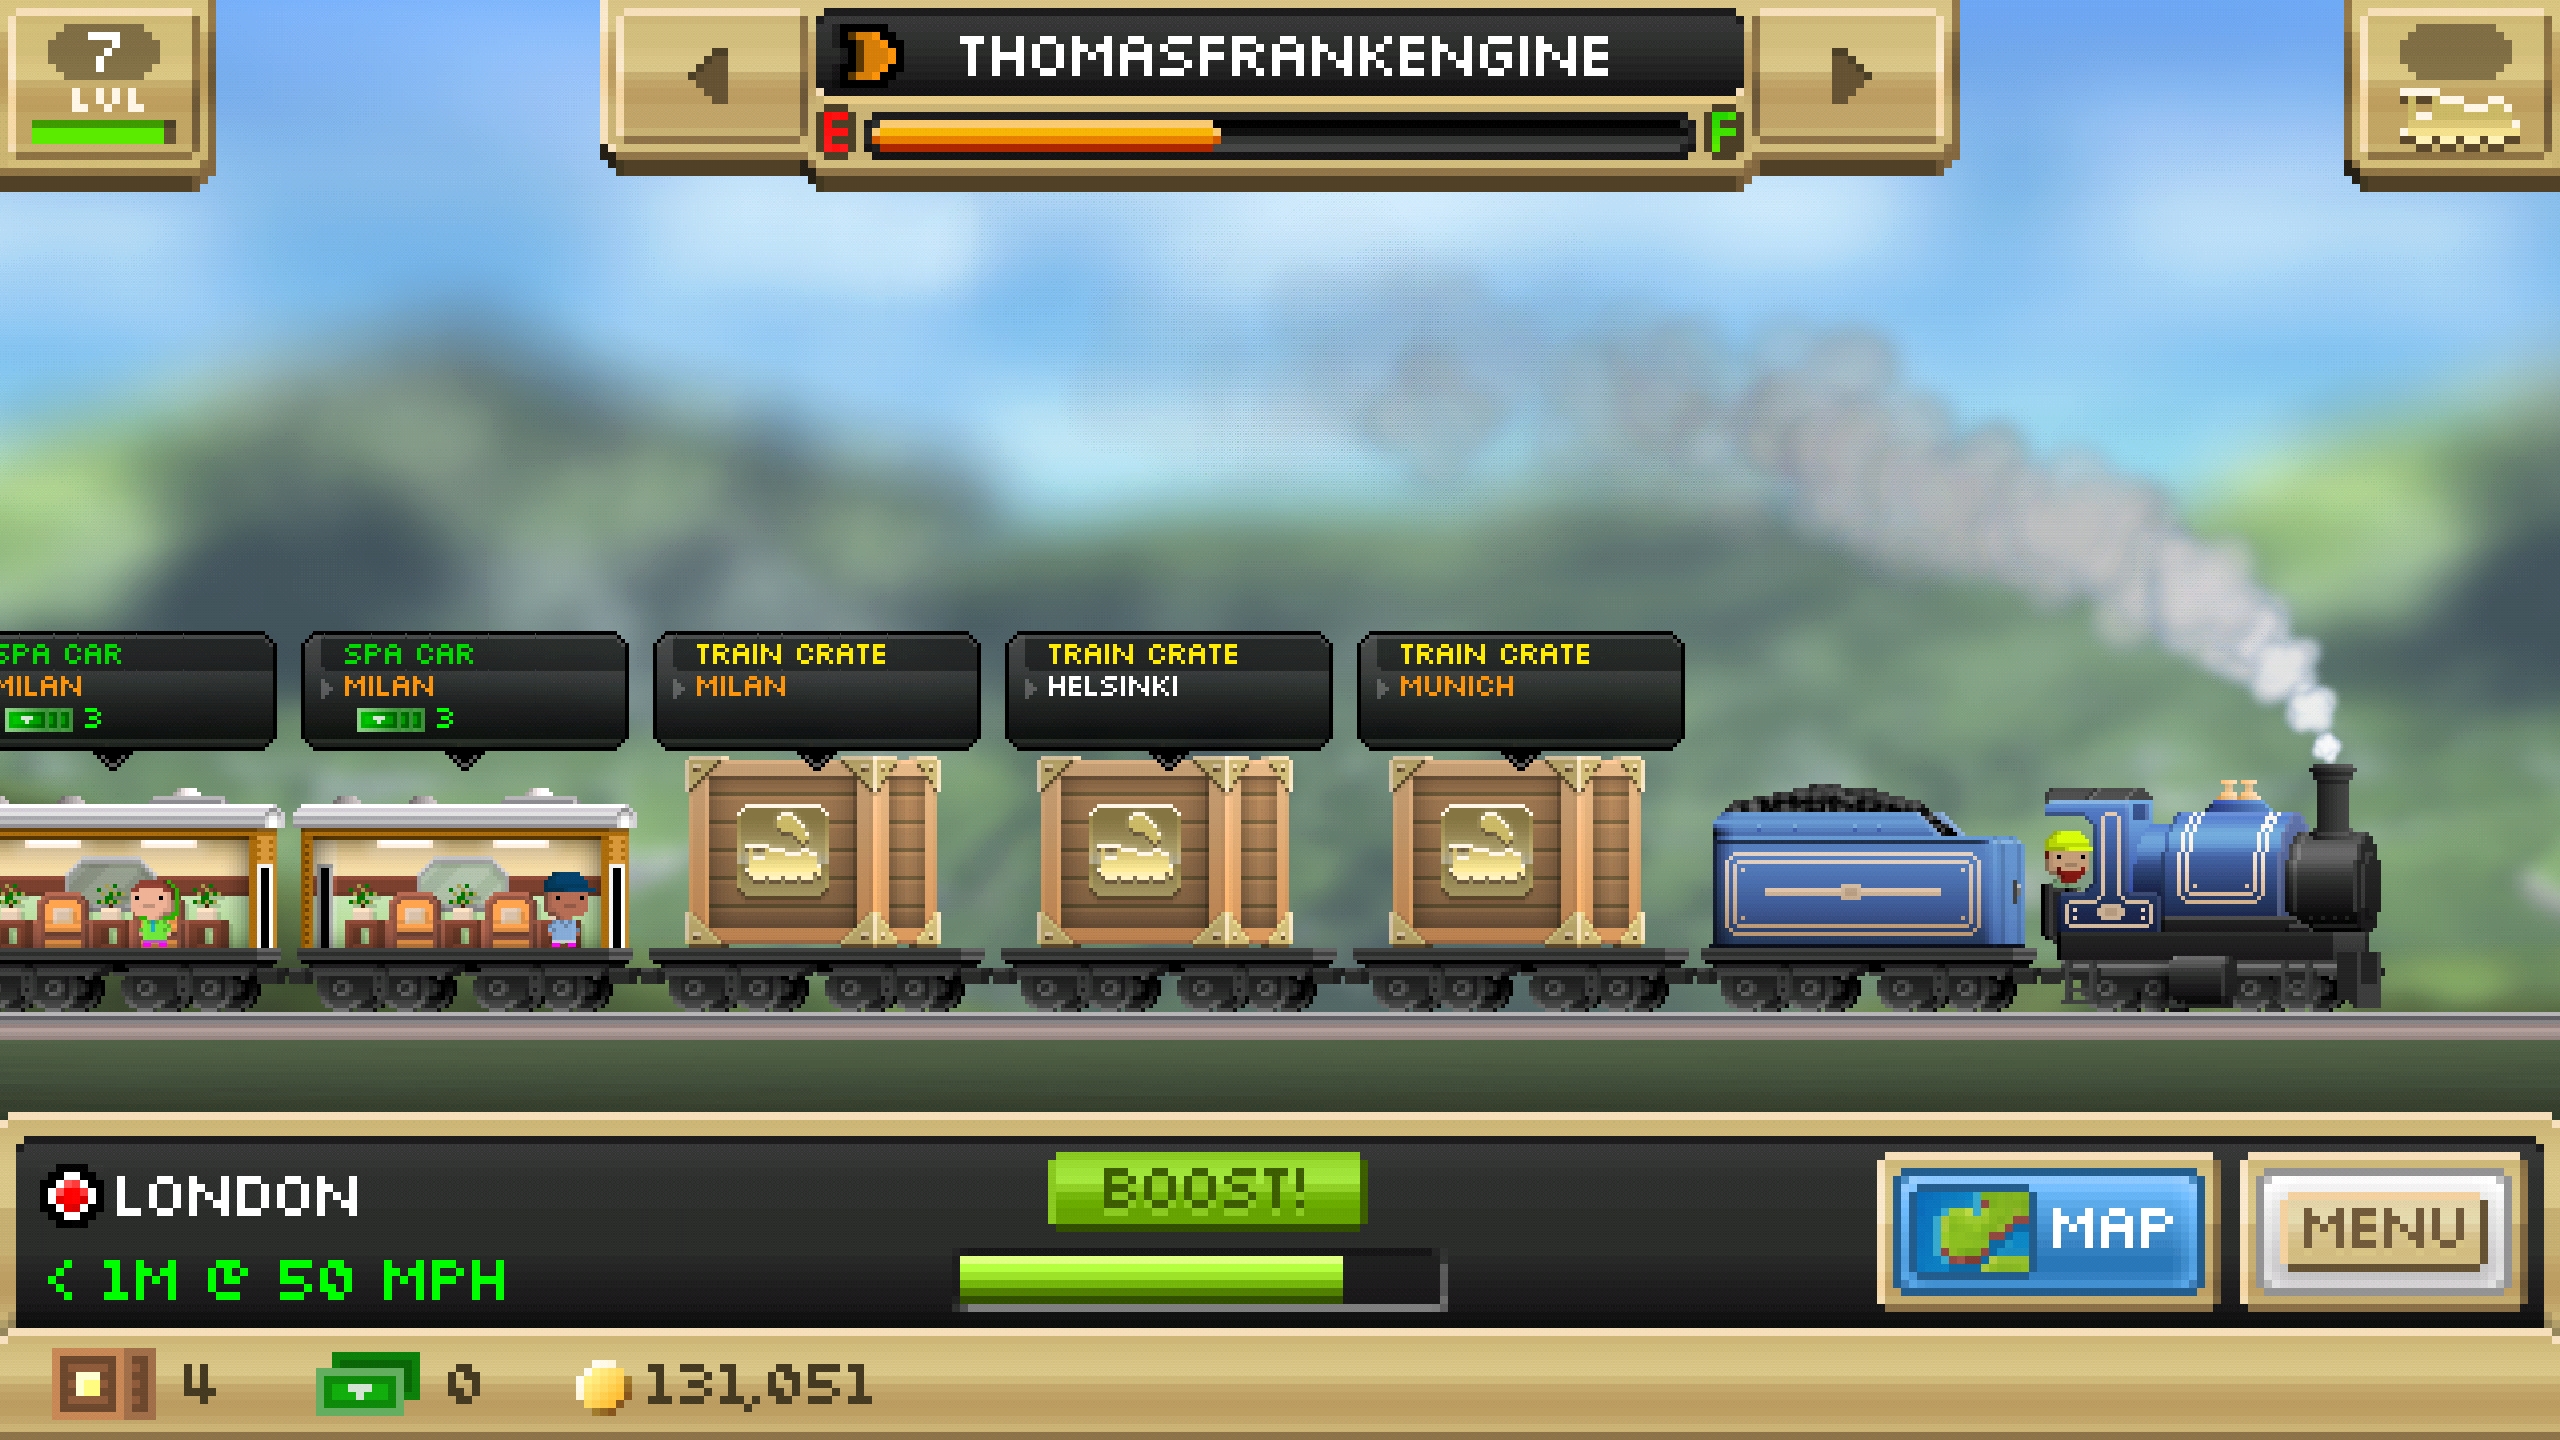 7
LVL
THOMASFRANKENGINE
E
F
SPA CAR
MILAN
3
SPA CAR
MILAN
3
TRAIN CRATE
MILAN
TRAIN CRATE
HELSINKI
TRAIN CRATE
MUNICH
LONDON
< 1M @ 50 MPH
BOOST!
MAP
MENU
4
0
131,051